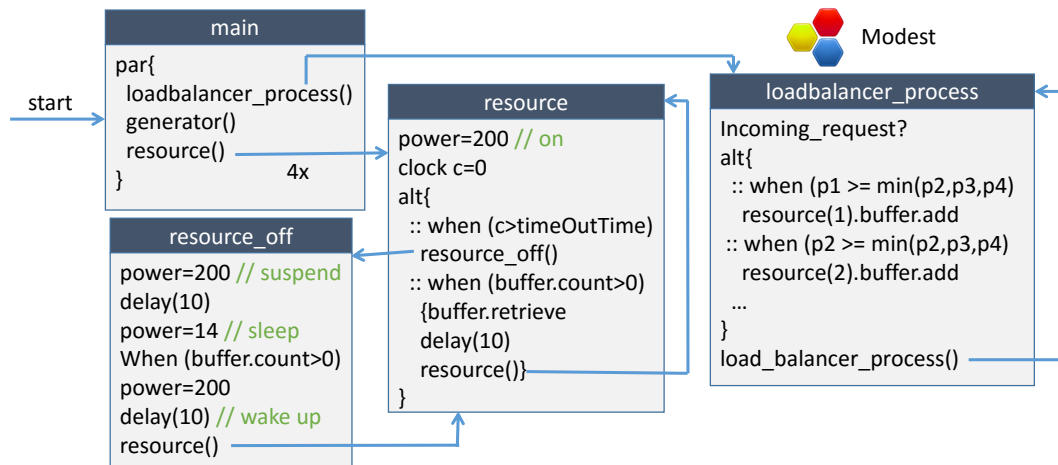 main
par{
loadbalancer_process()
generator()
resource()
4x
}
start
resource
power=200 // on
clock c=0
alt{
:: when (c>timeOutTime)
resource_off()
:: when (buffer.count>0)
{buffer.retrieve
delay(10)
resource()}
}
resource_off
power=200 // suspend
delay(10)
power=14 // sleep
When (buffer.count>0)
power=200
delay(10) // wake up
resource()
Modest
loadbalancer_process
Incoming_request?
alt{
:: when (p1 >= min(p2,p3,p4)
resource(1).buffer.add
:: when (p2 >= min(p2,p3,p4)
resource(2).buffer.add
...
}
load_balancer_process()